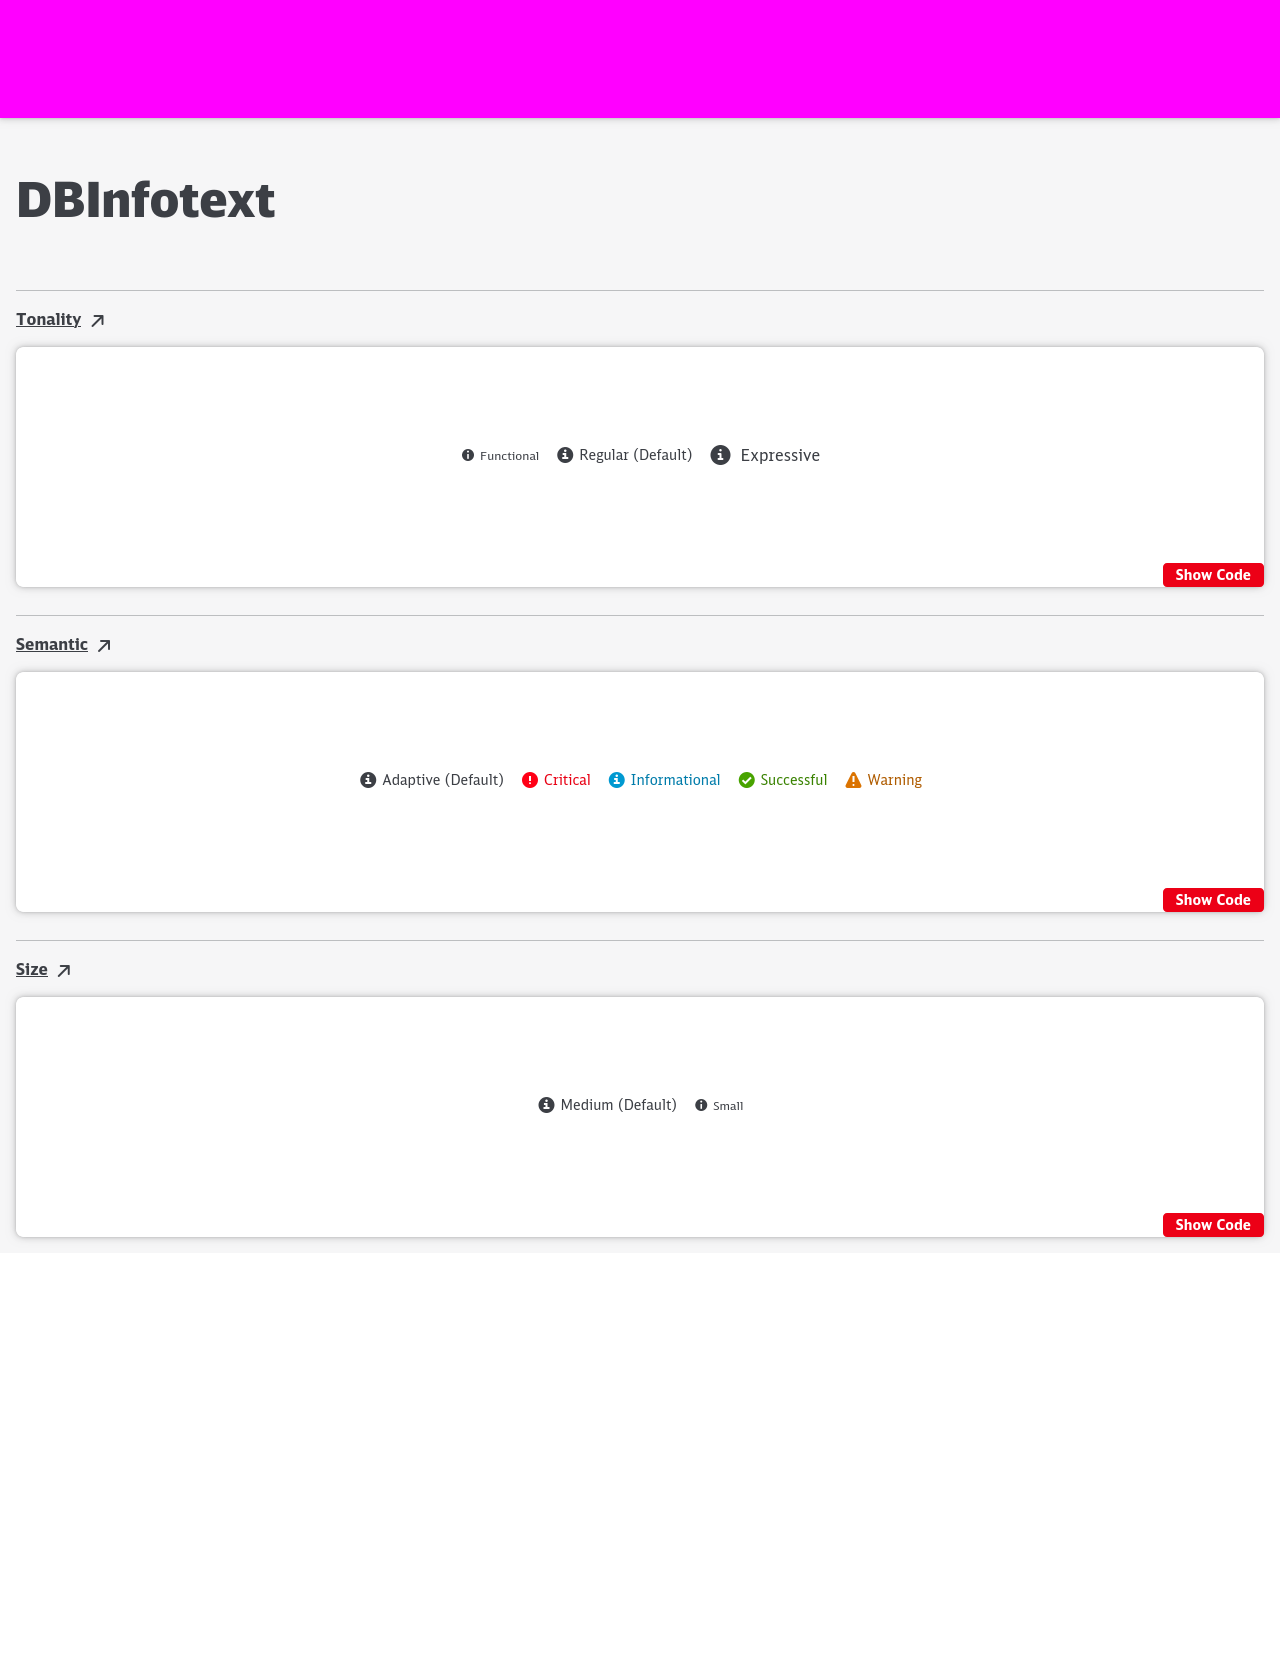 DBInfotext
Tonality
Functional Regular (Default) Expressive
Show Code
Semantic
Adaptive (Default) Critical Informational Successful Warning
Show Code
Size
Medium (Default) Small
Show Code